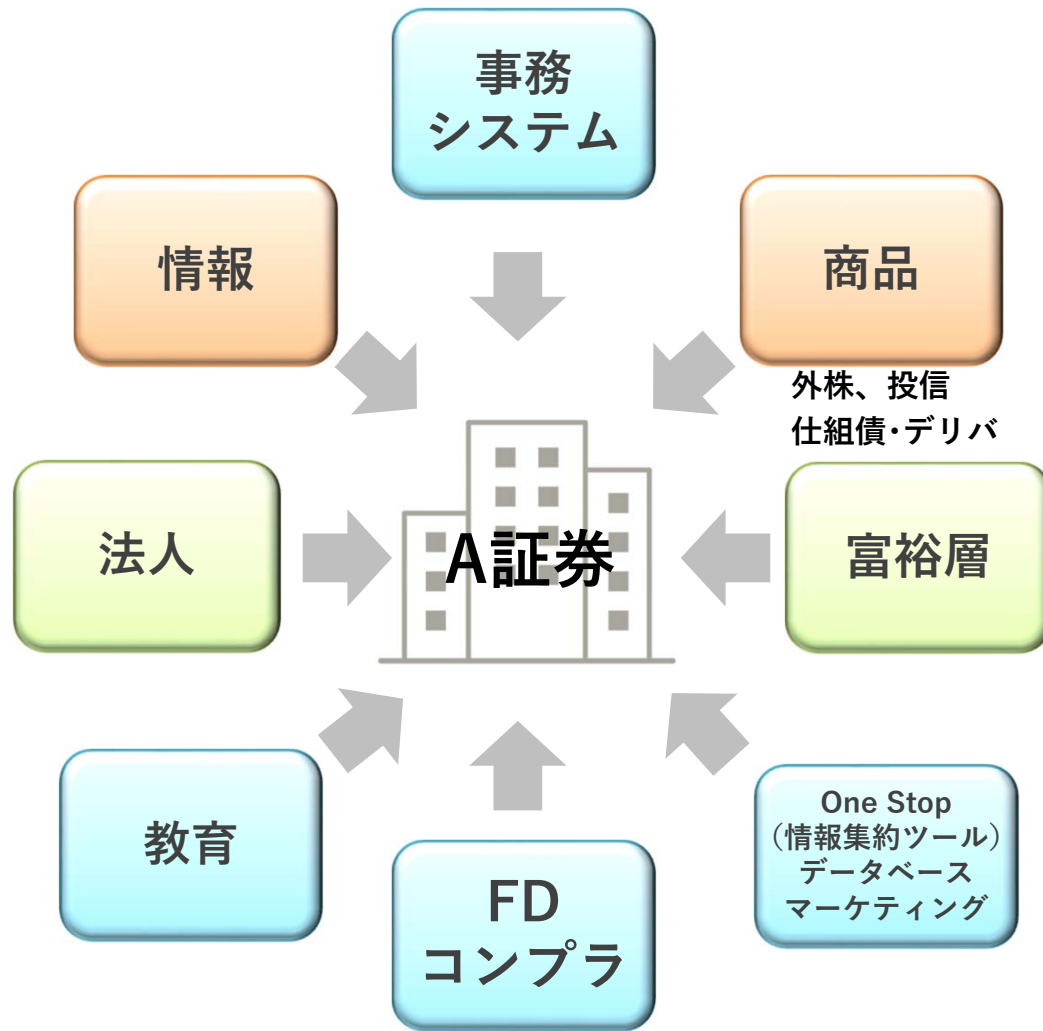 事務
システム
情報
商品
外株、投信
仕組債･デリバ
法人
A証券
富裕層
教育
FD
コンプラ
One Stop
（情報集約ツール）
データベース
マーケティング